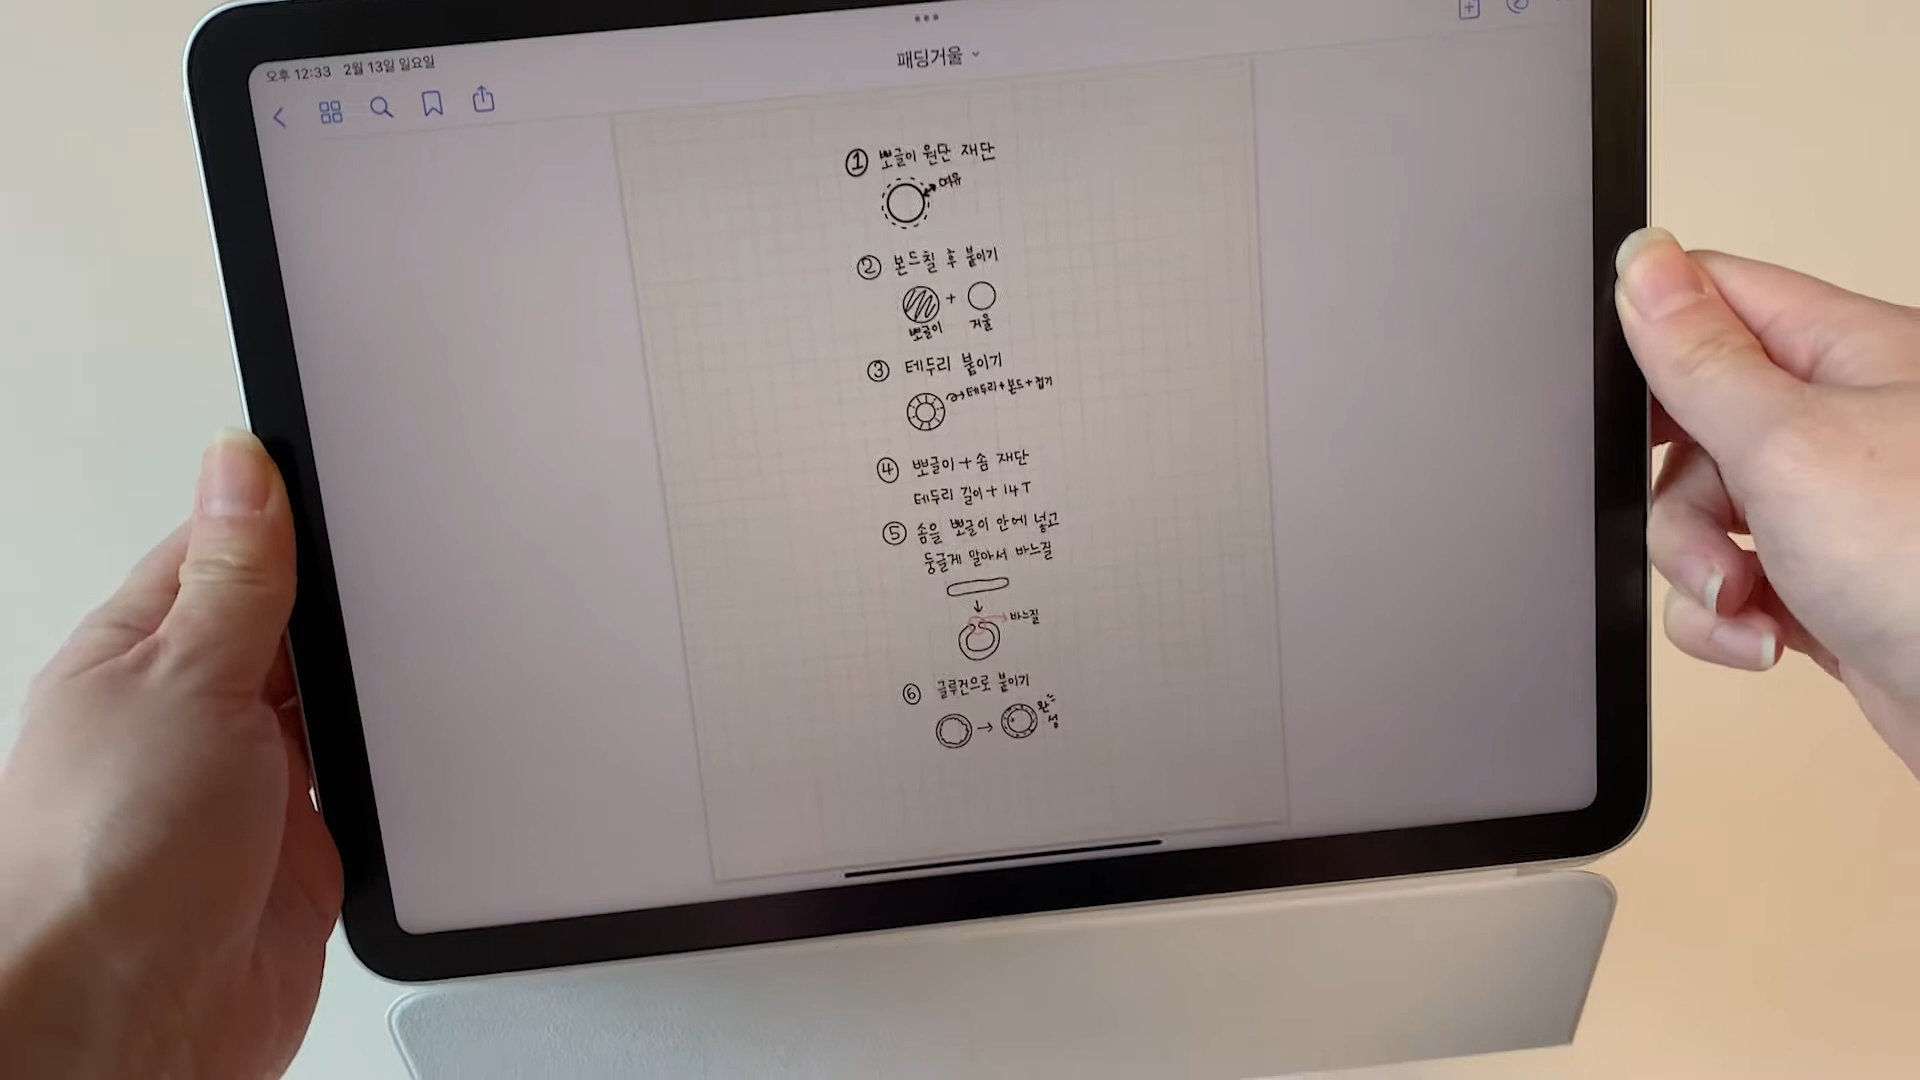 오후 12:33 2월 13일 일요일
패딩거울
① 뽀글이 원단 재단
여유
② 본드칠 후 붙이기
+
뽀글이 거울
③ 테두리 붙이기
테두리+본드+접기
④ 뽀글이+솜 재단
테두리 길이+14T
⑤ 솜을 뽀글이 안에 넣고
둥글게 말아서 바느질
바느질
⑥ 글루건으로 붙이기
완
성